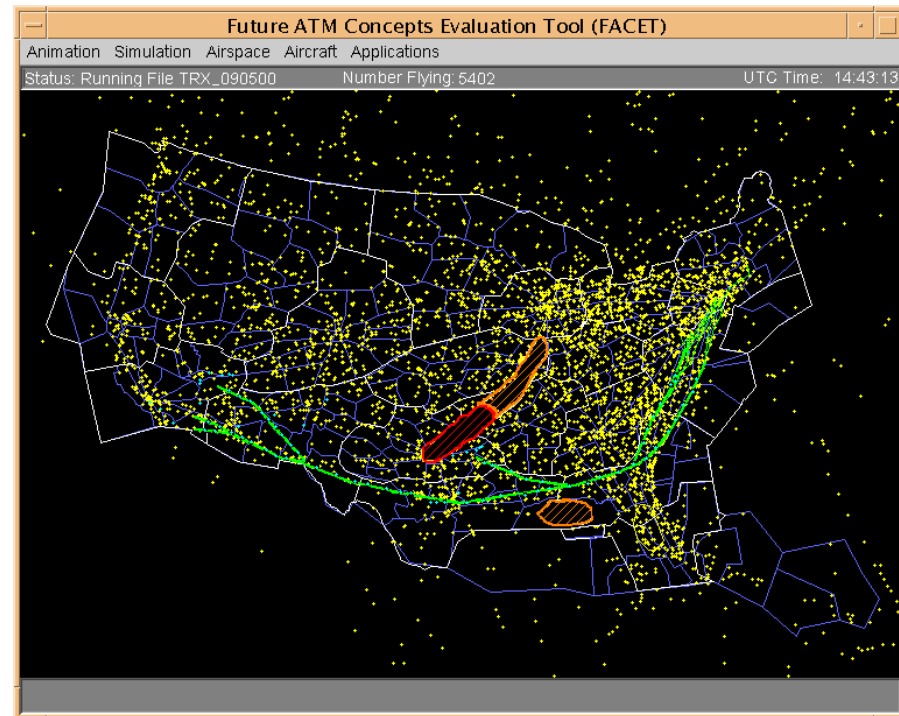 Future ATM Concepts Evaluation Tool (FACET)
Animation Simulation Airspace Aircraft Applications
Status: Running File TRX_090500 Number Flying: 5402 UTC Time: 14:43:13